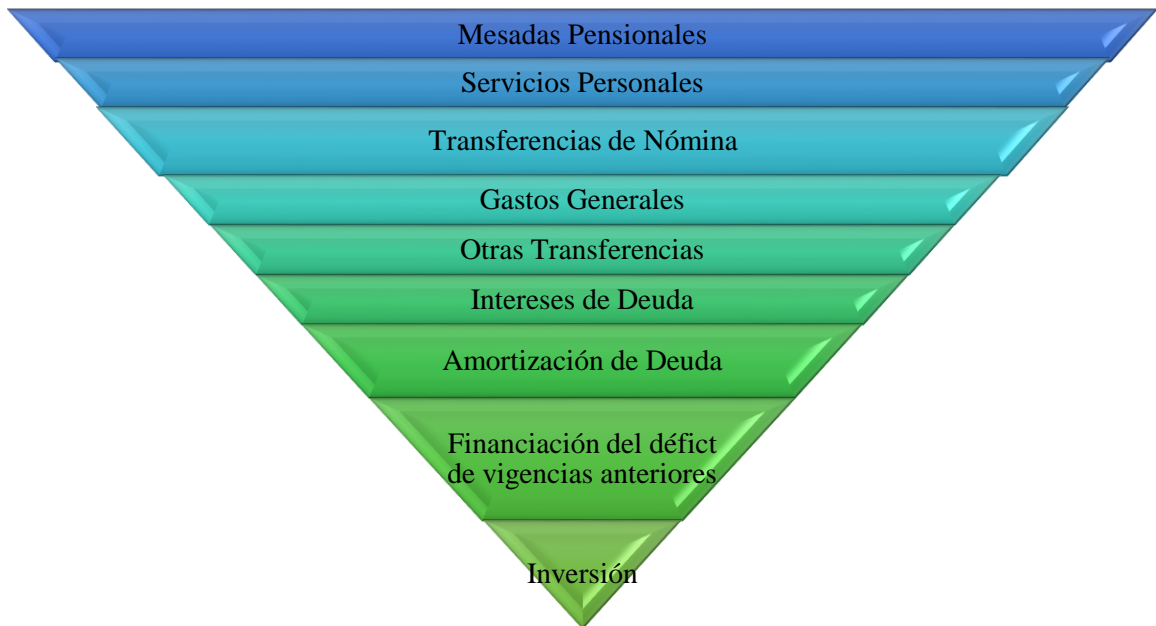 Mesadas Pensionales
Servicios Personales
Transferencias de Nómina
Gastos Generales
Otras Transferencias
Intereses de Deuda
Amortización de Deuda
Financiación del défict
de vigencias anteriores
Inversión